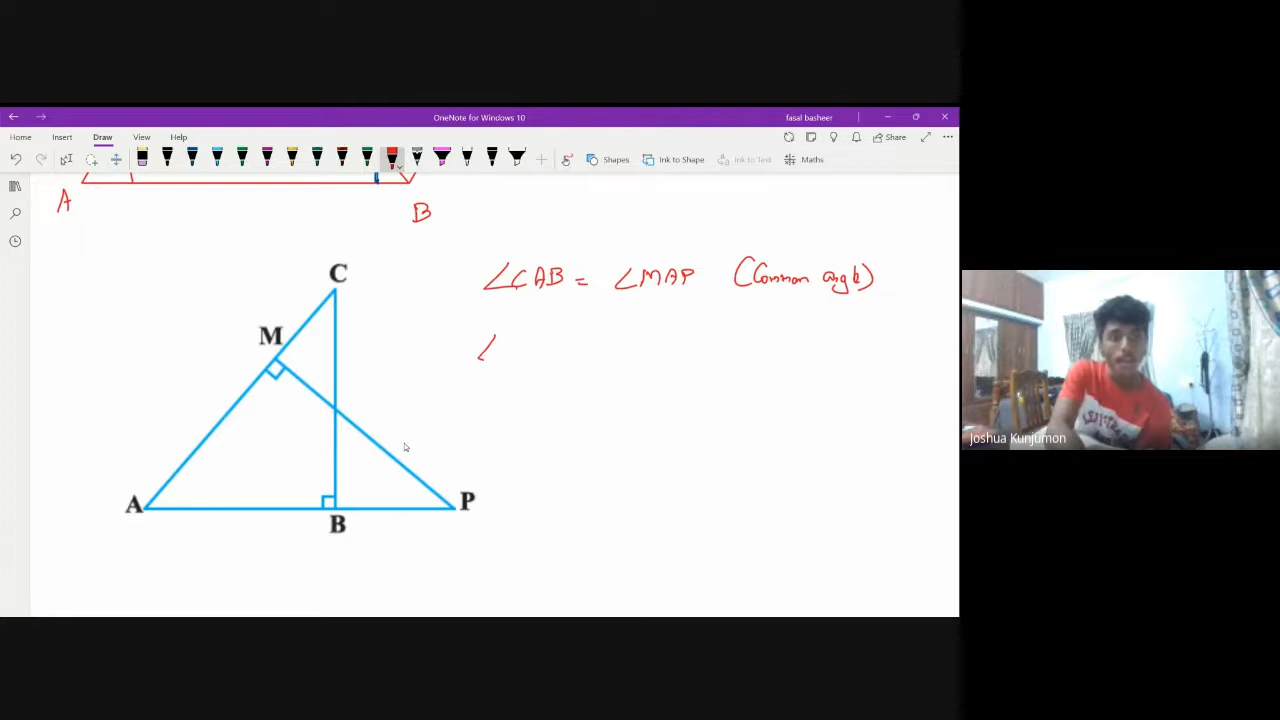 OneNote for Windows 10
fasal basheer
Home Insert Draw View Help
Shapes Ink to Shape Ink to Text Maths Share
A
B
C
∠CAB = ∠MAP (Common angle)
M
∠
A
B
P
Joshua Kunjumon